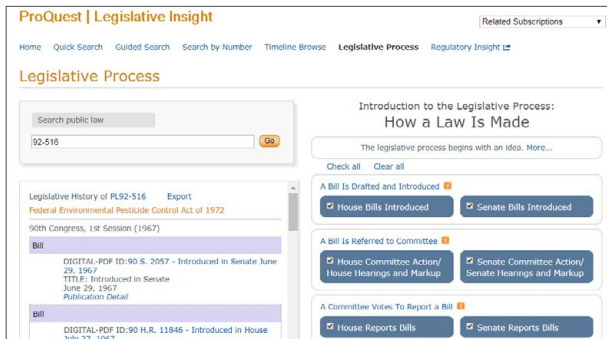 ProQuest | Legislative Insight
Related Subscriptions
Home Quick Search Guided Search Search by Number Timeline Browse Legislative Process Regulatory Insight
Legislative Process
Search public law
92-516 Go
Legislative History of PL92-516 Export
Federal Environmental Pesticide Control Act of 1972
90th Congress, 1st Session (1967)
Bill
DIGITAL-PDF ID:90 S. 2057 - Introduced in Senate June
29, 1967
TITLE: Introduced in Senate
June 29, 1967
Publication Detail
Bill
DIGITAL-PDF ID:90 H.R. 11846 - Introduced in House
July 27, 1967
Introduction to the Legislative Process:
How a Law Is Made
The legislative process begins with an idea. More...
Check all Clear all
A Bill Is Drafted and Introduced
House Bills Introduced Senate Bills Introduced
A Bill Is Referred to Committee
House Committee Action/ Senate Committee Action/
House Hearings and Markup Senate Hearings and Markup
A Committee Votes To Report a Bill
House Reports Bills Senate Reports Bills